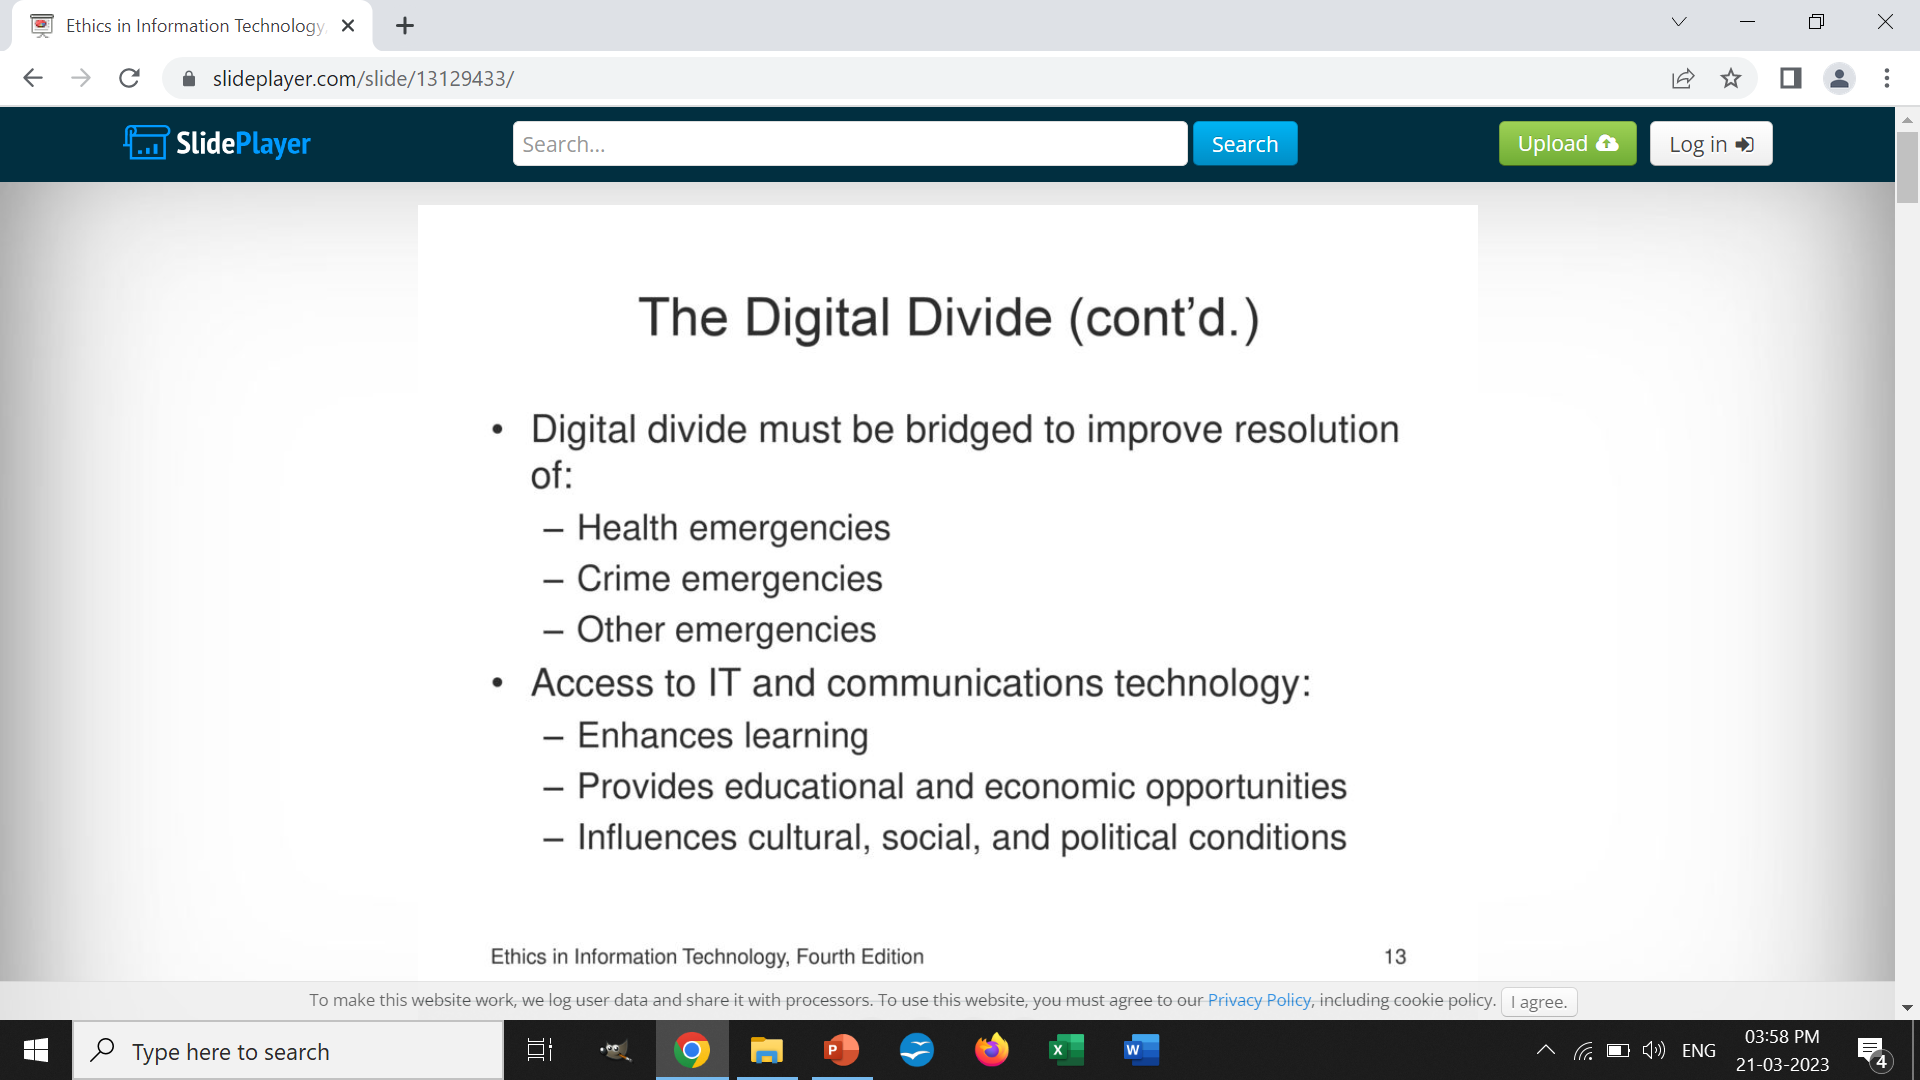 Ethics in Information Technology,
slideplayer.com/slide/13129433/
SlidePlayer
Search...
Search
Upload
Log in
The Digital Divide (cont’d.)
• Digital divide must be bridged to improve resolution
of:
– Health emergencies
– Crime emergencies
– Other emergencies
• Access to IT and communications technology:
– Enhances learning
– Provides educational and economic opportunities
– Influences cultural, social, and political conditions
Ethics in Information Technology, Fourth Edition
13
To make this website work, we log user data and share it with processors. To use this website, you must agree to our Privacy Policy, including cookie policy.
I agree.
Type here to search
P
X
W
ENG
03:58 PM
21-03-2023
4